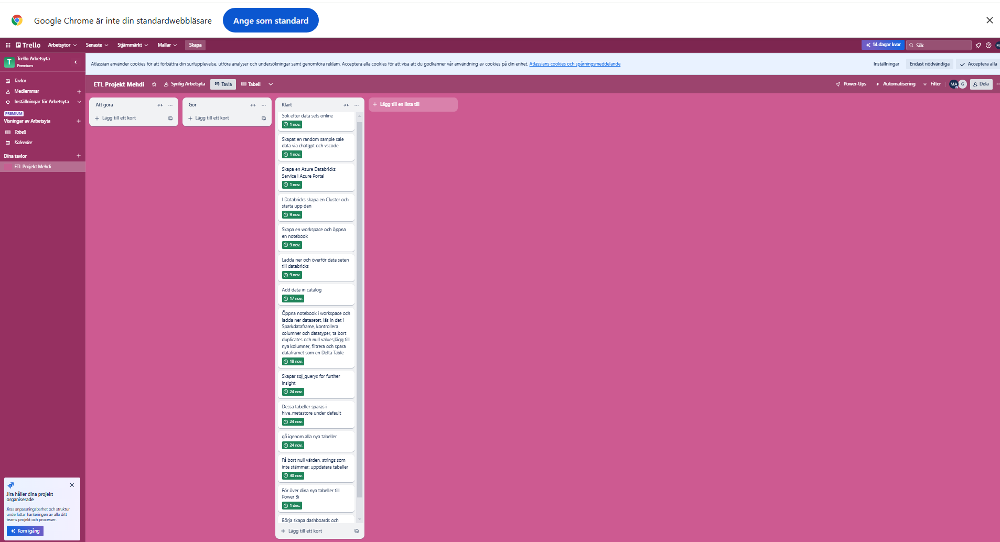 Google Chrome är inte din standardwebbläsare
Ange som standard
Trello
Arbetsytor
Senaste
Stjärnmärkt
Mallar
Skapa
14 dagar kvar
Sök
T
Trello Arbetsyta
Premium
Atlassian använder cookies för att förbättra din surfupplevelse, utföra analyser och undersökningar samt genomföra reklam. Acceptera alla cookies för att visa att du godkänner vår användning av cookies på din enhet. Atlassians cookies och spårningsmeddelande
Inställningar
Endast nödvändiga
Acceptera alla
Tavlor
Medlemmar
Inställningar för Arbetsyta
PREMIUM
Visningar av Arbetsyta
Tabell
Kalender
Dina tavlor
ETL Projekt Mehdi
ETL Projekt Mehdi
Synlig Arbetsyta
Tavla
Tabell
Power-Ups
Automatisering
Filter
MA
G
Dela
Att göra
Lägg till ett kort
Gör
Lägg till ett kort
Klart
Sök efter data sets online
1 nov.
Skapat en random sample sale
data via chatgpt och vscode
1 nov.
Skapa en Azure Databricks
Service i Azure Portal
1 nov.
I Databricks skapa en Cluster och
starta upp den
9 nov.
Skapa en workspace och öppna
en notebook
9 nov.
Ladda ner och överför data seten
till databricks
9 nov.
Add data in catalog
17 nov.
Öppna notebook i workspace och
ladda ner datasetet, läs in det i
Sparkdataframe, kontrollera
columner och datatyper, ta bort
duplicates och null values,lägg till
nya kolumner, filtrera och spara
dataframet som en Delta Table
18 nov.
Skapar sql_querys for further
insight
24 nov.
Dessa tabeller sparas i
hive_metastore under default
24 nov.
gå igenom alla nya tabeller
24 nov.
Få bort null värden, strings som
inte stämmer: uppdatera tabeller
30 nov.
För över dina nya tabeller till
Power Bi
1 dec.
Börja skapa dashboards och
Lägg till ett kort
Lägg till en lista till
Jira håller dina projekt
organiserade
Jiras anpassningsbarhet och struktur
underlättar hanteringen av alla ditt
teams projekt och processer.
Kom igång